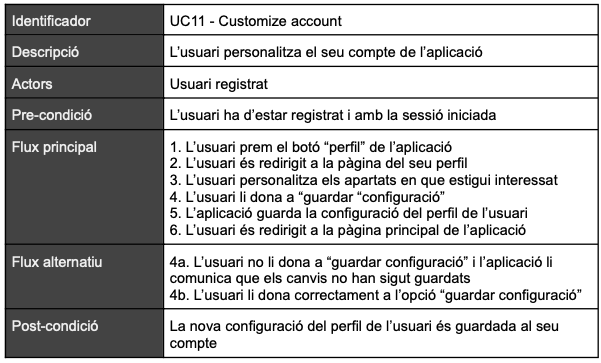 Identificador
UC11 - Customize account
Descripció
L'usuari personalitza el seu compte de l'aplicació
Actors
Usuari registrat
Pre-condició
L'usuari ha d'estar registrat i amb la sessió iniciada
Flux principal
1. L'usuari prem el botó “perfil” de l'aplicació
2. L'usuari és redirigit a la pàgina del seu perfil
3. L'usuari personalitza els apartats en que estigui interessat
4. L'usuari li dona a “guardar “configuració”
5. L'aplicació guarda la configuració del perfil de l'usuari
6. L'usuari és redirigit a la pàgina principal de l'aplicació
Flux alternatiu
4a. L'usuari no li dona a “guardar configuració” i l'aplicació li
comunica que els canvis no han sigut guardats
4b. L'usuari li dona correctament a l'opció “guardar configuració”
Post-condició
La nova configuració del perfil de l'usuari és guardada al seu
compte